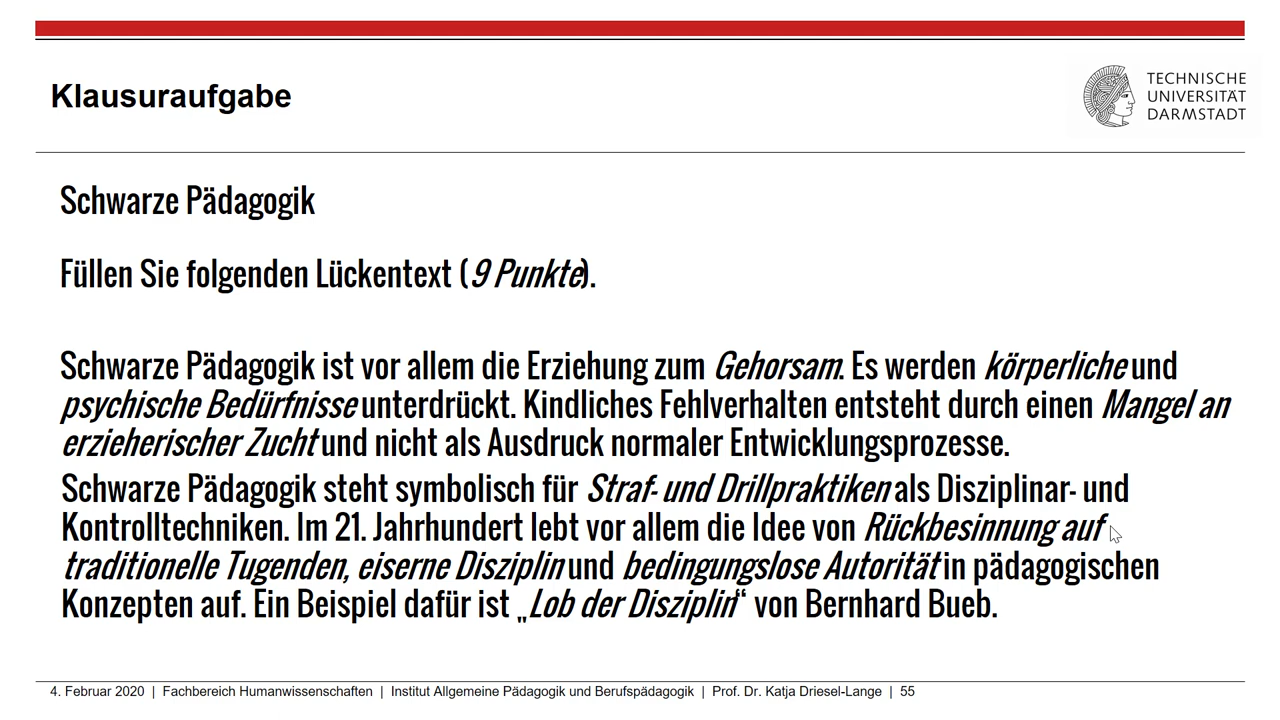 Klausuraufgabe
TECHNISCHE
UNIVERSITÄT
DARMSTADT
Schwarze Pädagogik
Füllen Sie folgenden Lückentext (9 Punkte).
Schwarze Pädagogik ist vor allem die Erziehung zum Gehorsam. Es werden körperliche und
psychische Bedürfnisse unterdrückt. Kindliches Fehlverhalten entsteht durch einen Mangel an
erzieherischer Zucht und nicht als Ausdruck normaler Entwicklungsprozesse.
Schwarze Pädagogik steht symbolisch für Straf- und Drillpraktiken als Disziplinar- und
Kontrolltechniken. Im 21. Jahrhundert lebt vor allem die Idee von Rückbesinnung auf
traditionelle Tugenden, eiserne Disziplin und bedingungslose Autorität in pädagogischen
Konzepten auf. Ein Beispiel dafür ist „Lob der Disziplin“ von Bernhard Bueb.
4. Februar 2020 | Fachbereich Humanwissenschaften | Institut Allgemeine Pädagogik und Berufspädagogik | Prof. Dr. Katja Driesel-Lange | 55